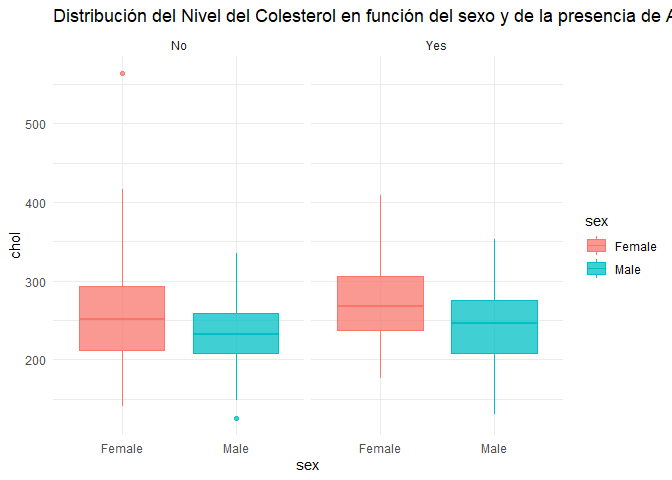 Distribución del Nivel del Colesterol en función del sexo y de la presencia de A
No
Yes
500
400
300
200
chol
Female
Male
Female
Male
sex
sex
Female
Male